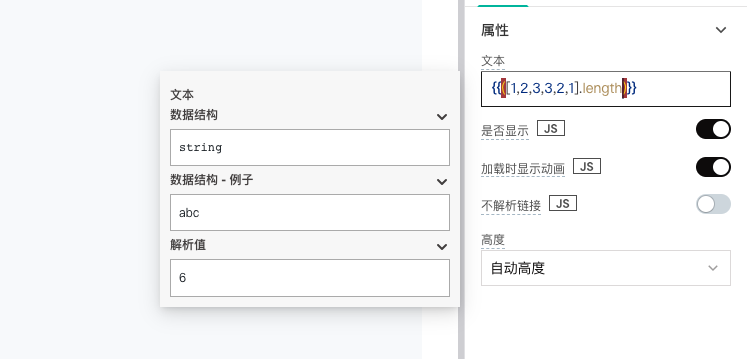 文本
数据结构
string
数据结构 - 例子
abc
解析值
6
属性
文本
{{([1,2,3,3,2,1].length)}}
是否显示 JS
加载时显示动画 JS
不解析链接 JS
高度
自动高度